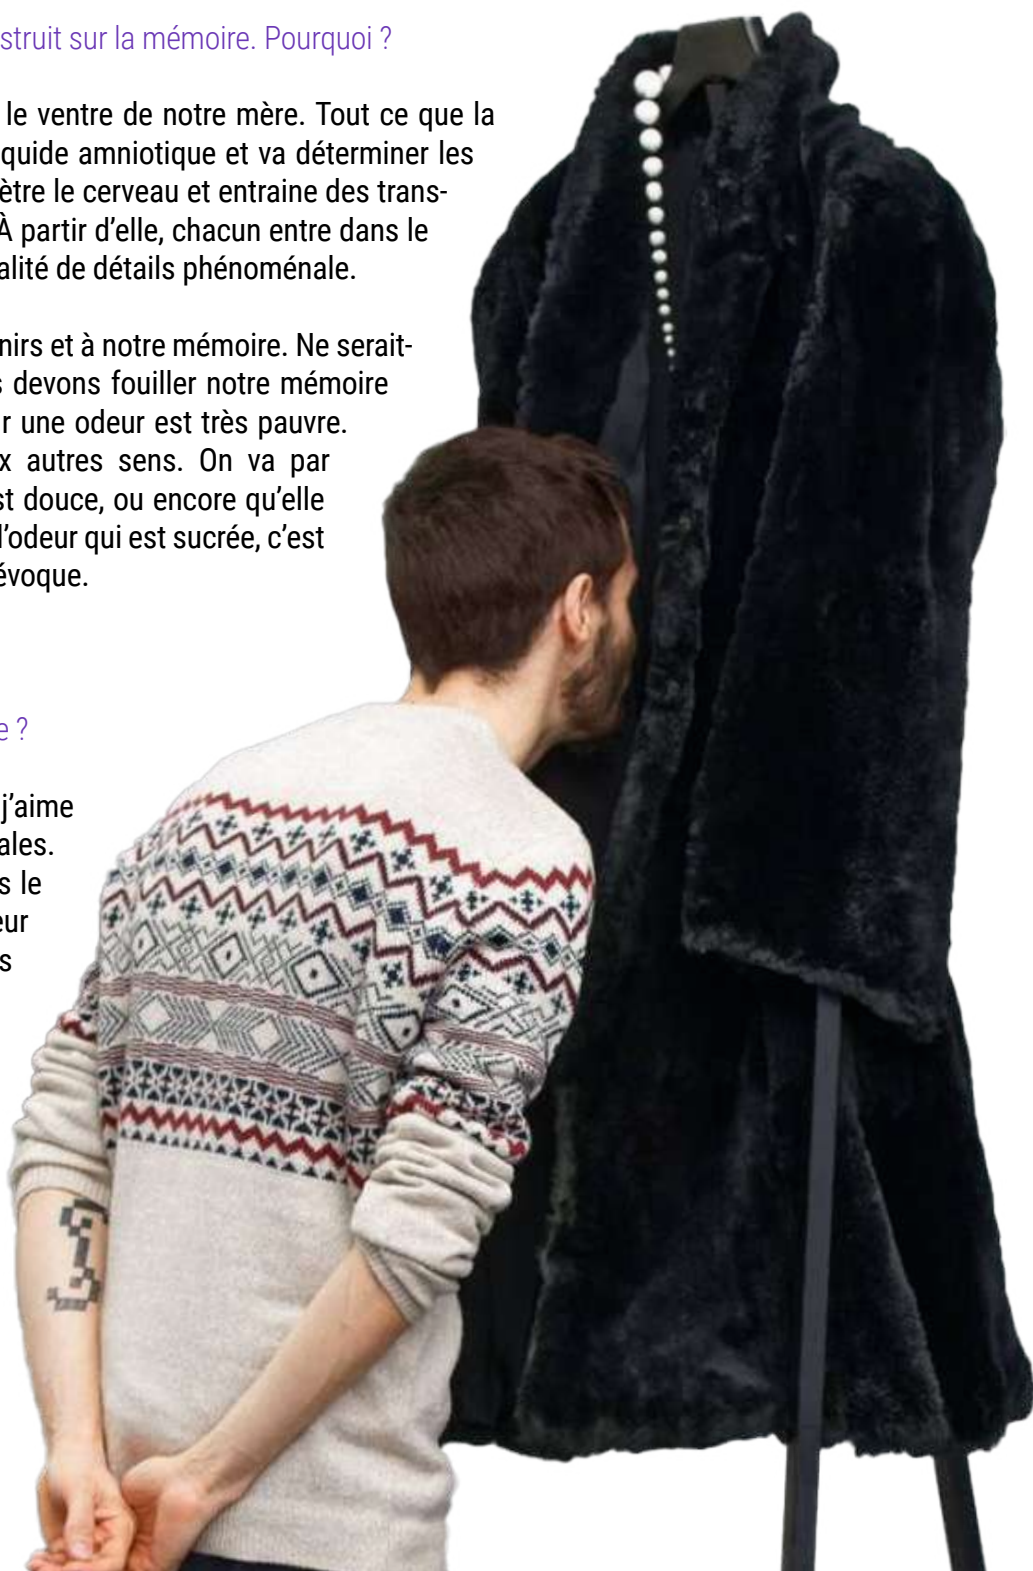 struit sur la mémoire. Pourquoi ?
le ventre de notre mère. Tout ce que la
quide amniotique et va déterminer les
ètre le cerveau et entraine des trans-
À partir d’elle, chacun entre dans le
alité de détails phénoménale.
nirs et à notre mémoire. Ne serait-
s devons fouiller notre mémoire
r une odeur est très pauvre.
x autres sens. On va par
st douce, ou encore qu’elle
l’odeur qui est sucrée, c’est
évoque.
e ?
j’aime
ales.
s le
eur
s